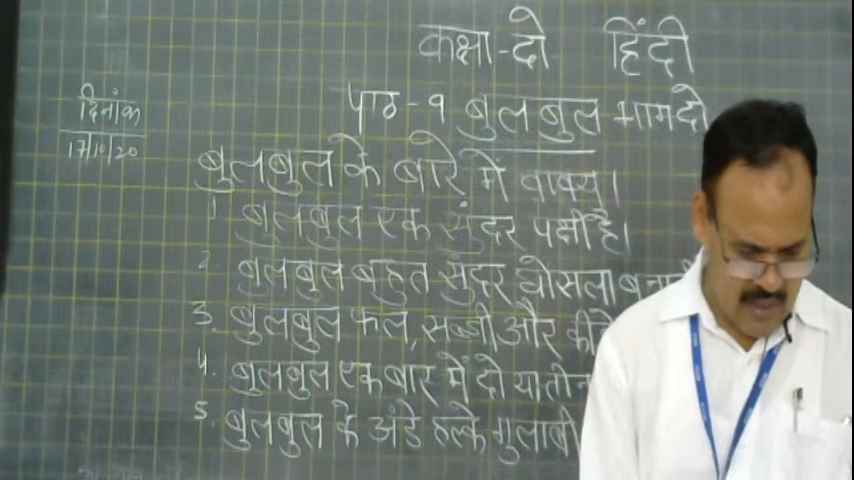 कक्षा-दो हिंदी
दिनांक
17/10/20
पाठ-१ बुलबुल भाग दो
बुलबुल के बारे में वाक्य।
1 बुलबुल एक सुंदर पक्षी है।
2 बुलबुल बहुत सुंदर घोसला
3. बुलबुल फल, सब्जी और
4. बुलबुल एक बार में दो या तीन
5. बुलबुल के अंडे हल्के गुलाबी